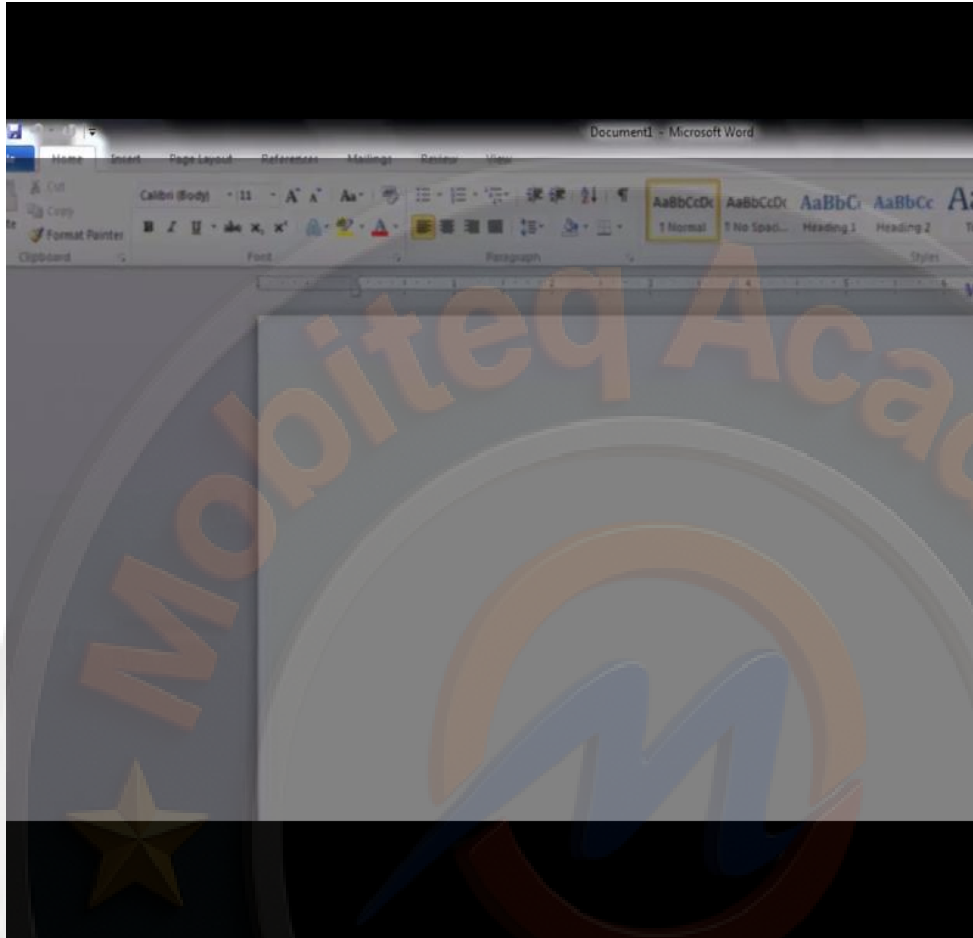 Document1 - Microsoft Word
Home Insert Page Layout References Mailings Review View
Cut
Copy
Format Painter
Clipboard
Calibri (Body) 11
Font
Paragraph
AaBbCcDc AaBbCcDc AaBbC AaBbCc
1 Normal 1 No Spaci... Heading 1 Heading 2
Styles
Mobiteq Acad